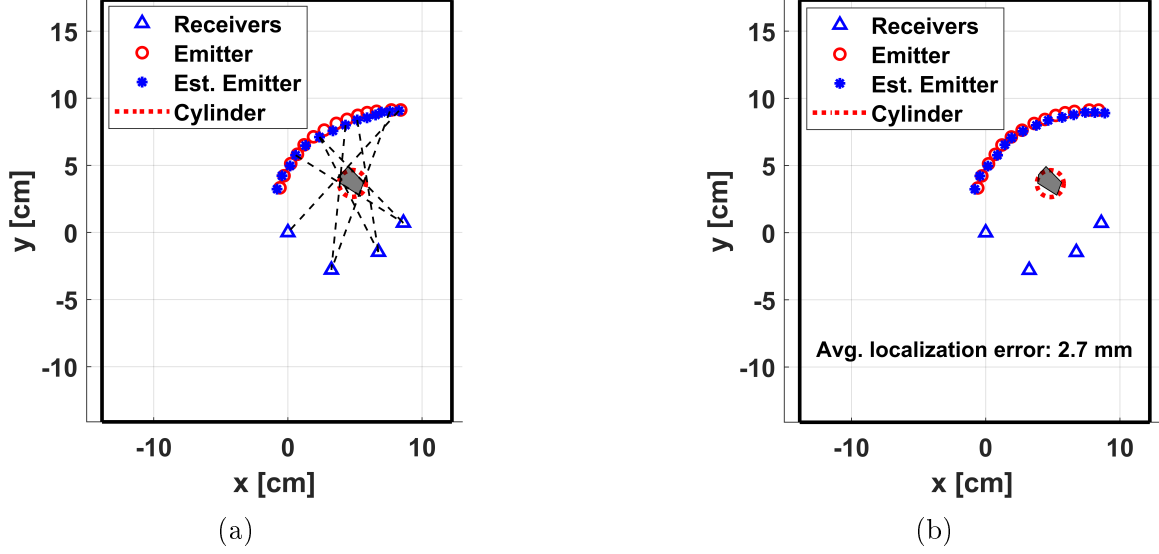 Receivers
Emitter
Est. Emitter
Cylinder
15
10
5
0
-5
-10
y [cm]
-10 0 10
x [cm]
(a)
Receivers
Emitter
Est. Emitter
Cylinder
15
10
5
0
-5
-10
y [cm]
Avg. localization error: 2.7 mm
-10 0 10
x [cm]
(b)